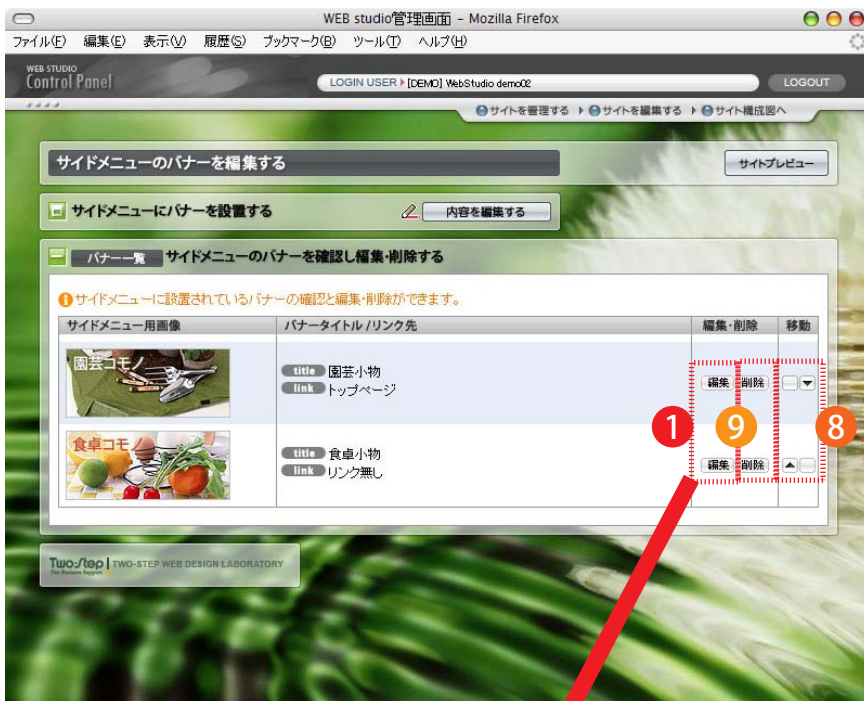 WEB studio管理画面 - Mozilla Firefox
ファイル(F) 編集(E) 表示(V) 履歴(S) ブックマーク(B) ツール(T) ヘルプ(H)
WEB STUDIO
Control Panel
LOGIN USER [DEMO] WebStudio demo02
LOGOUT
サイトを管理する サイトを編集する サイト構成図へ
サイドメニューのバナーを編集する
サイトプレビュー
サイドメニューにバナーを設置する
内容を編集する
バナー一覧 サイドメニューのバナーを確認し編集・削除する
サイドメニューに設置されているバナーの確認と編集・削除ができます。
サイドメニュー用画像 バナータイトル/リンク先 編集・削除 移動
園芸コモノ
title 園芸小物
link トップページ
編集 削除 ▼
1 9 8
食卓コモノ
title 食卓小物
link リンク無し
編集 削除 ▲
Two-Step TWO-STEP WEB DESIGN LABORATORY